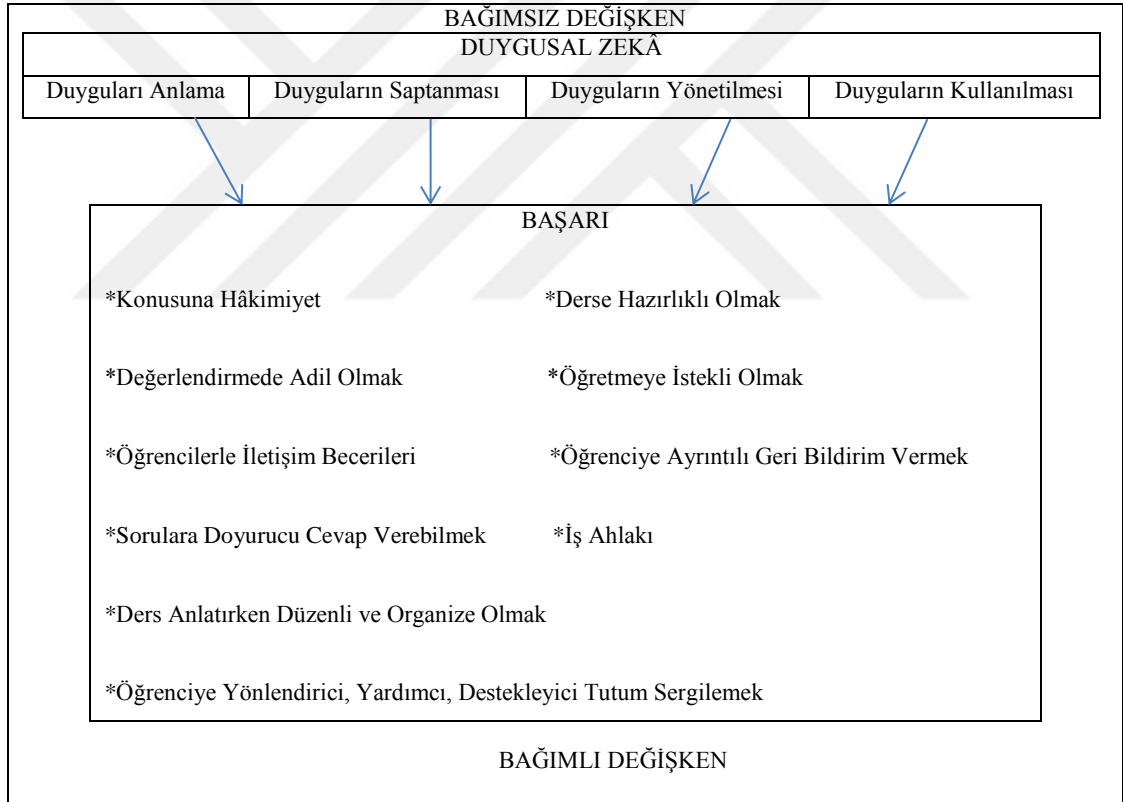 BAĞIMSIZ DEĞİŞKEN
DUYGUSAL ZEKÂ
Duyguları Anlama Duyguların Saptanması Duyguların Yönetilmesi Duyguların Kullanılması
BAŞARI
*Konusuna Hâkimiyet *Derse Hazırlıklı Olmak
*Değerlendirmede Adil Olmak *Öğretmeye İstekli Olmak
*Öğrencilerle İletişim Becerileri *Öğrenciye Ayrıntılı Geri Bildirim Vermek
*Sorulara Doyurucu Cevap Verebilmek *İş Ahlakı
*Ders Anlatırken Düzenli ve Organize Olmak
*Öğrenciye Yönlendirici, Yardımcı, Destekleyici Tutum Sergilemek
BAĞIMLI DEĞİŞKEN